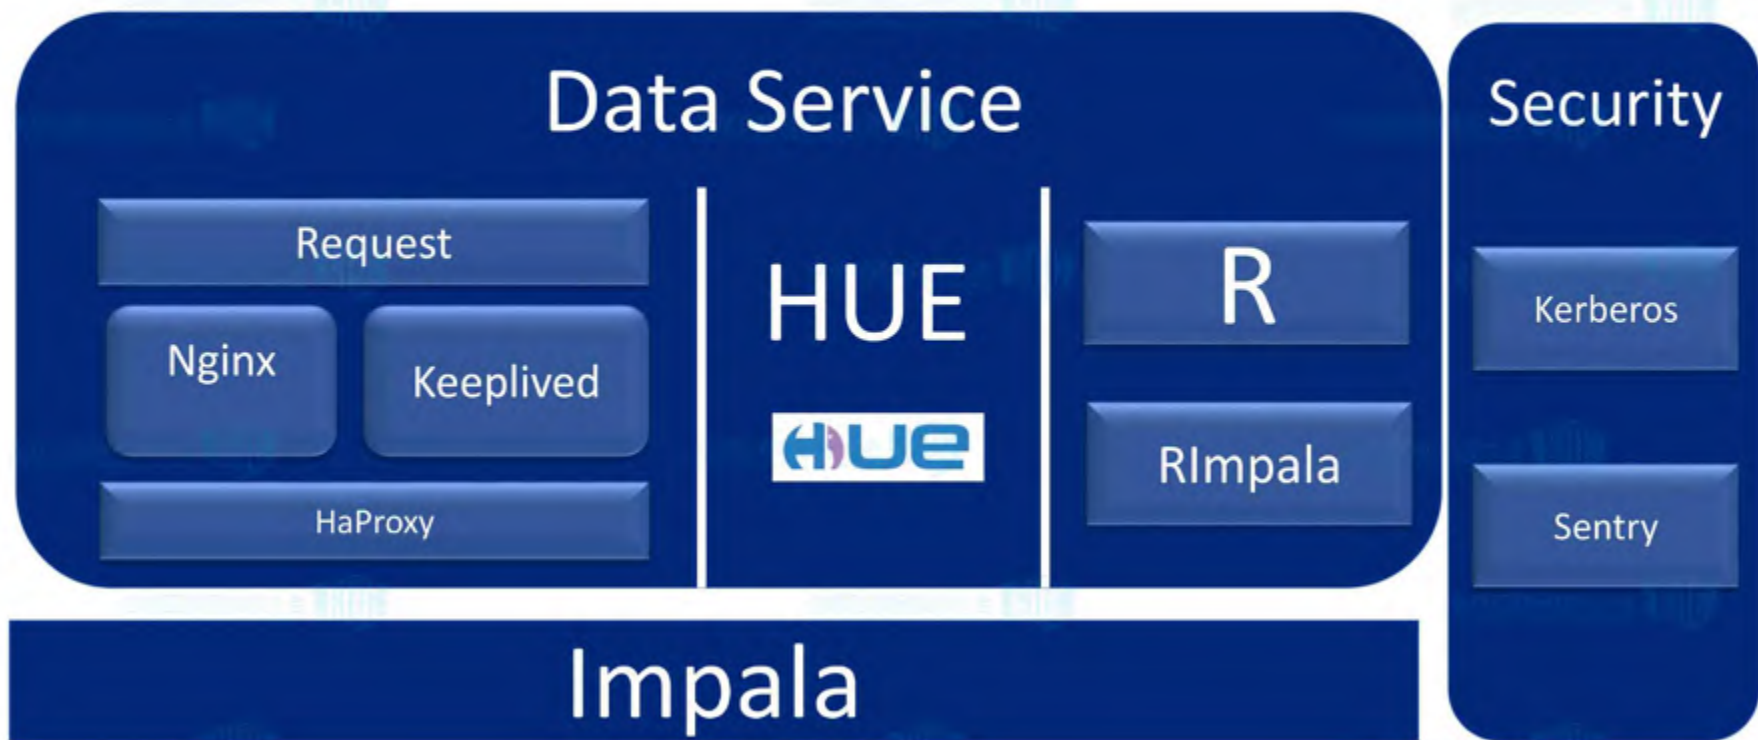 Data Service
Request
Nginx
Keeplived
HaProxy
HUE
HUE
R
RImpala
Security
Kerberos
Sentry
Impala